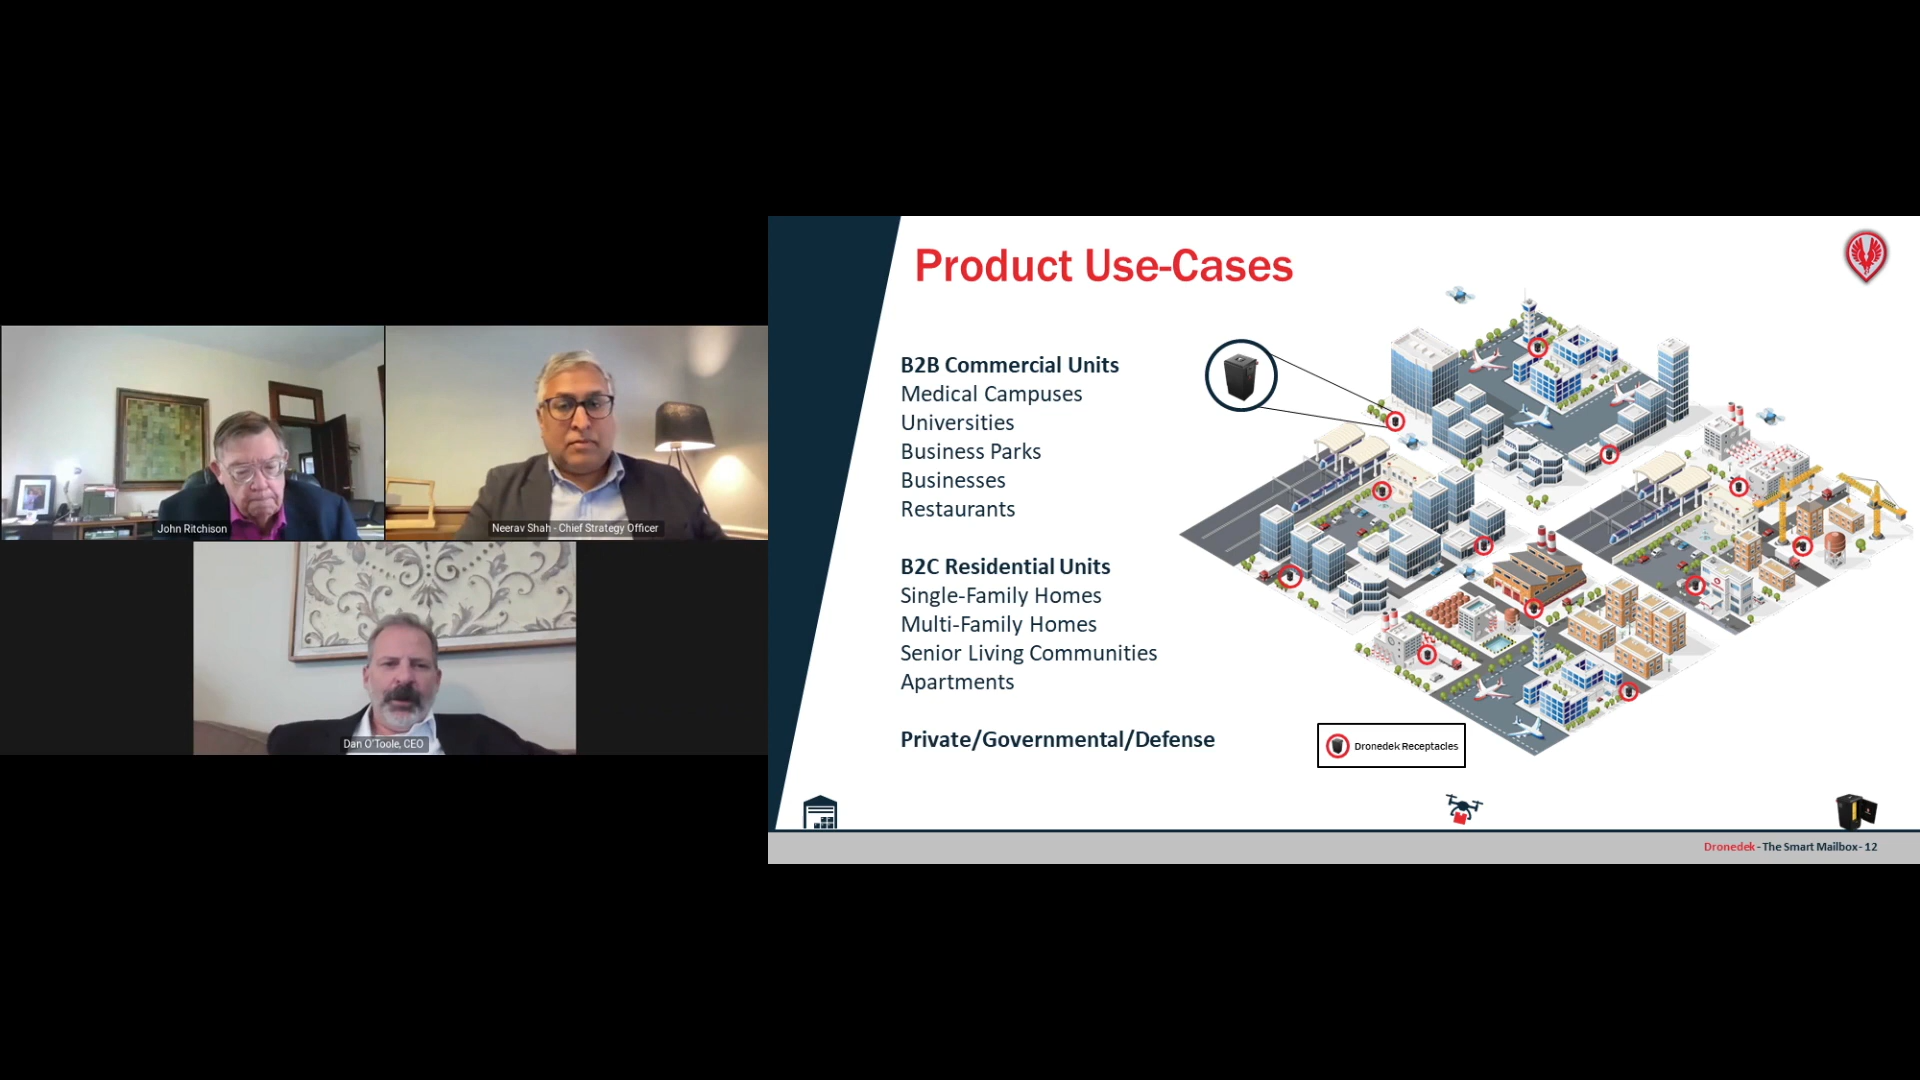 John Ritchison
Neerav Shah - Chief Strategy Officer
Dan O'Toole, CEO
Product Use-Cases
B2B Commercial Units
Medical Campuses
Universities
Business Parks
Businesses
Restaurants
B2C Residential Units
Single-Family Homes
Multi-Family Homes
Senior Living Communities
Apartments
Private/Governmental/Defense
Dronedek Receptacles
Dronedek - The Smart Mailbox - 12